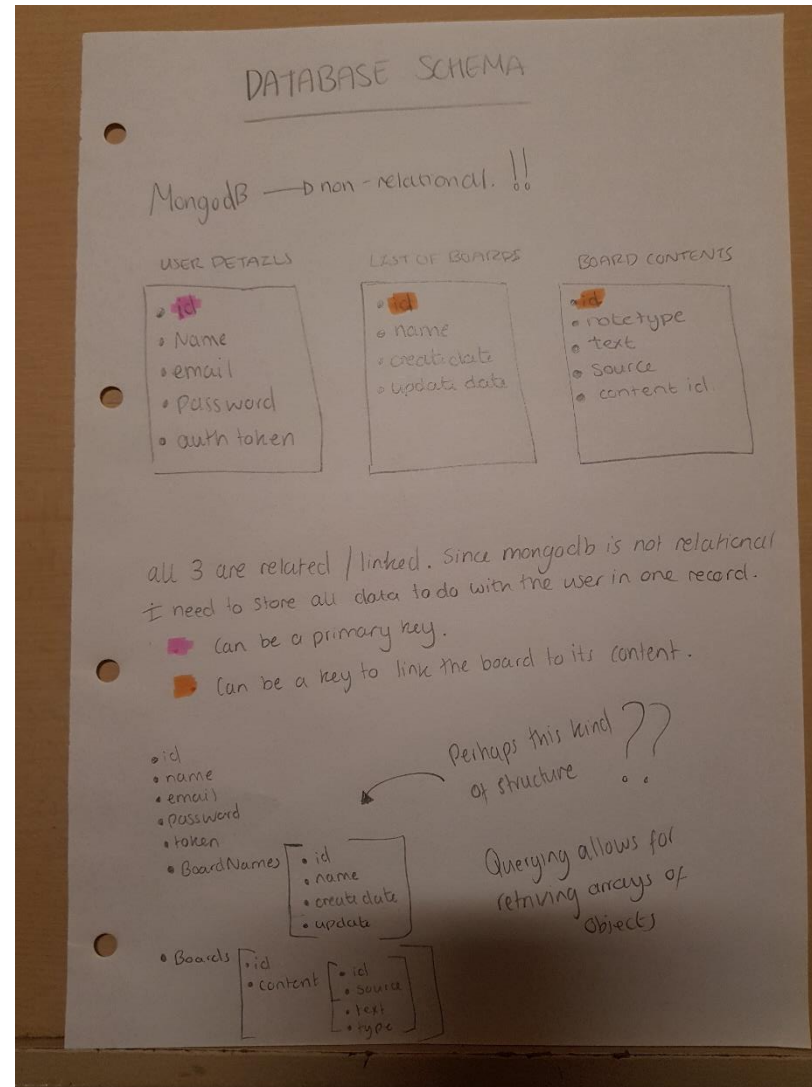 DATABASE SCHEMA
MongodB → non-relational. !!
USER DETAILS
• id
• Name
• email
• password
• auth token
LIST OF BOARDS
• id
• name
• create date
• update date
BOARD CONTENTS
• id
• notetype
• text
• source
• content id
all 3 are related / linked. Since mongodb is not relational
I need to store all data to do with the user in one record.
Can be a primary key.
Can be a key to link the board to its content.
• id
• name
• email
• password
• token
• BoardNames
• id
• name
• create date
• update
• Boards
• id
• content
• id
• source
• text
• type
Perhaps this kind
of structure ??
Querying allows for
retriving arrays of
Objects